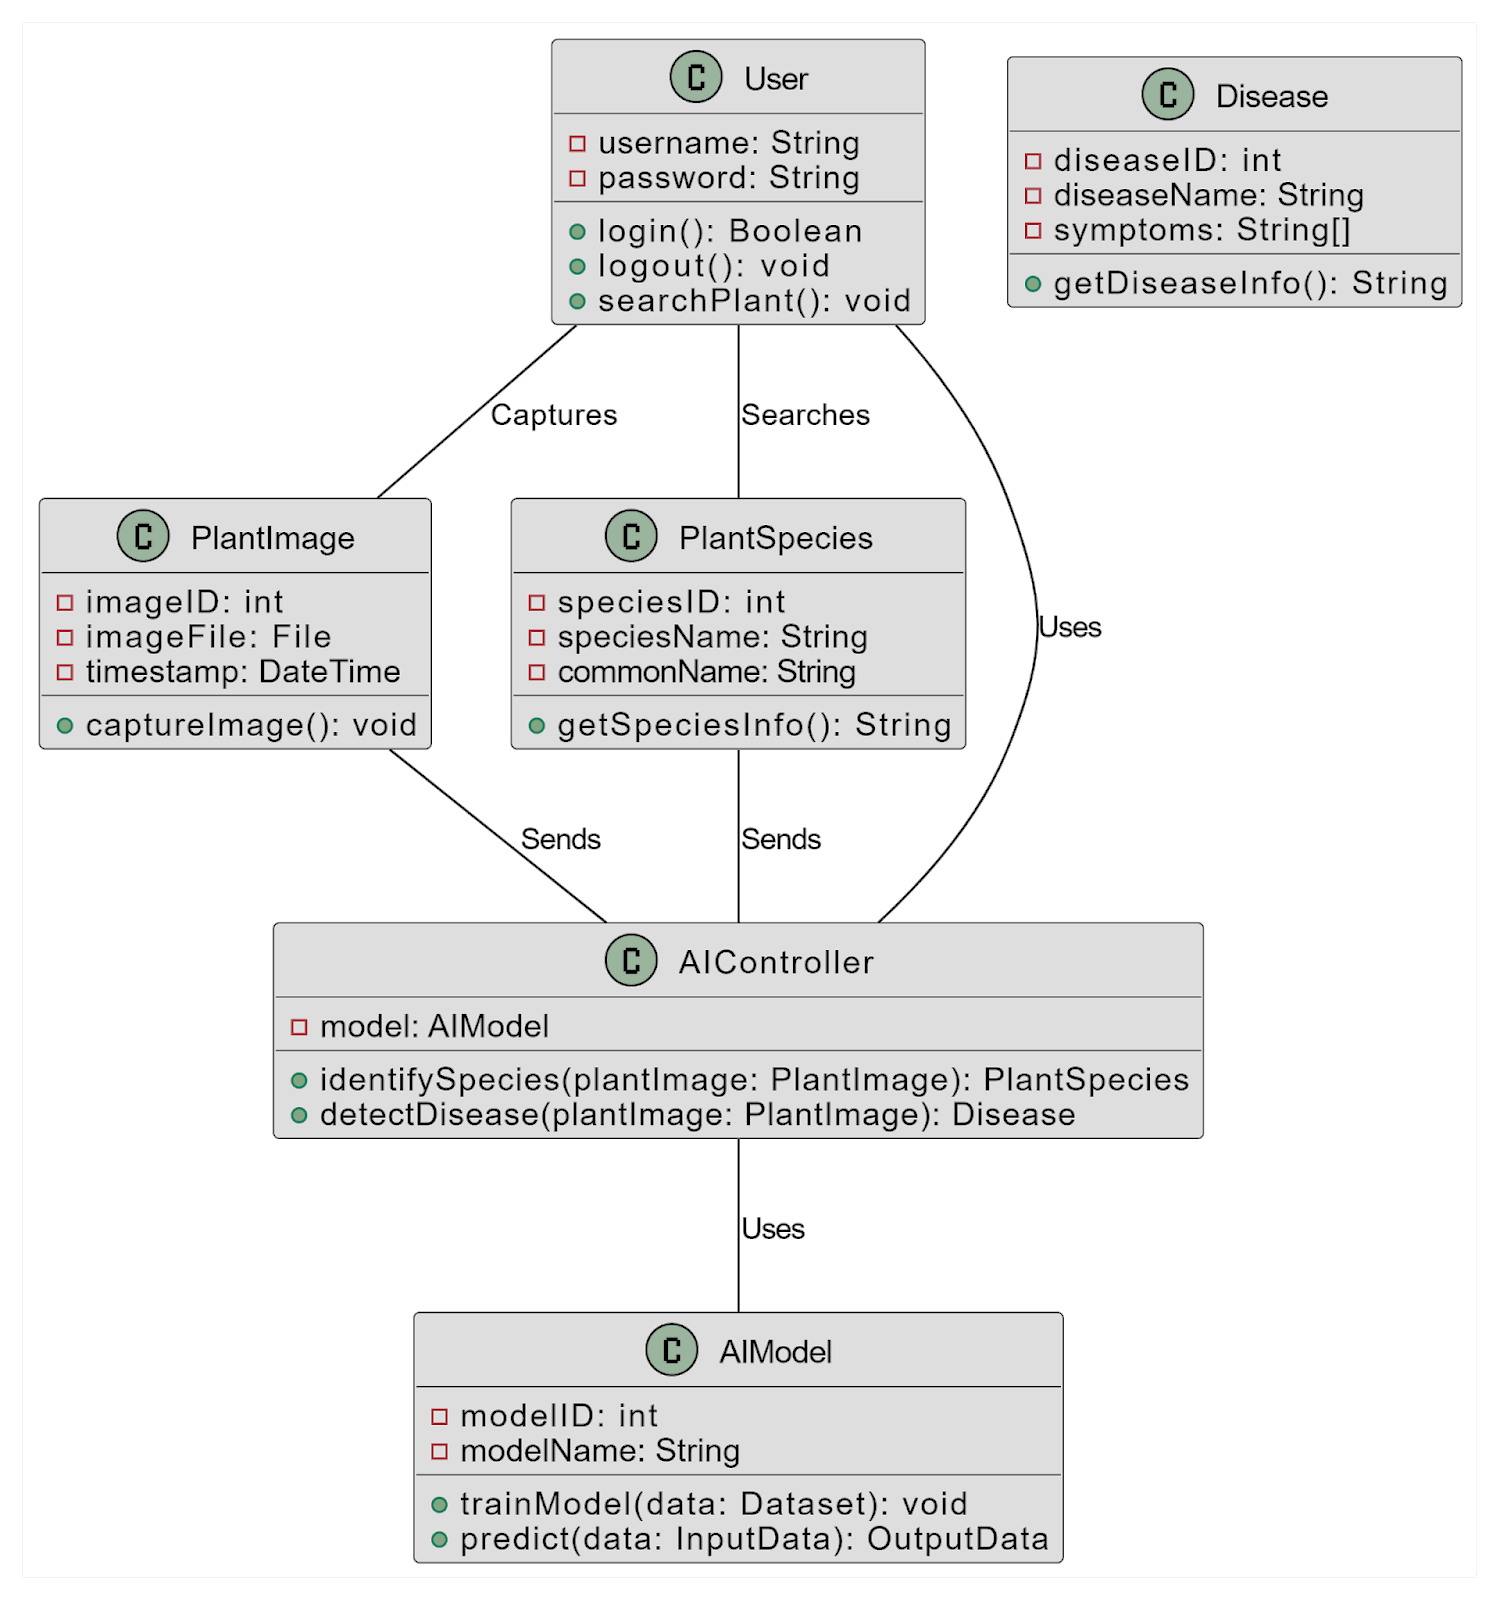 C User
username: String
password: String
login(): Boolean
logout(): void
searchPlant(): void
C Disease
diseaseID: int
diseaseName: String
symptoms: String[]
getDiseaseInfo(): String
Captures
Searches
Uses
C PlantImage
imageID: int
imageFile: File
timestamp: DateTime
captureImage(): void
C PlantSpecies
speciesID: int
speciesName: String
commonName: String
getSpeciesInfo(): String
Sends
Sends
C AIController
model: AIModel
identifySpecies(plantImage: PlantImage): PlantSpecies
detectDisease(plantImage: PlantImage): Disease
Uses
C AIModel
modelID: int
modelName: String
trainModel(data: Dataset): void
predict(data: InputData): OutputData